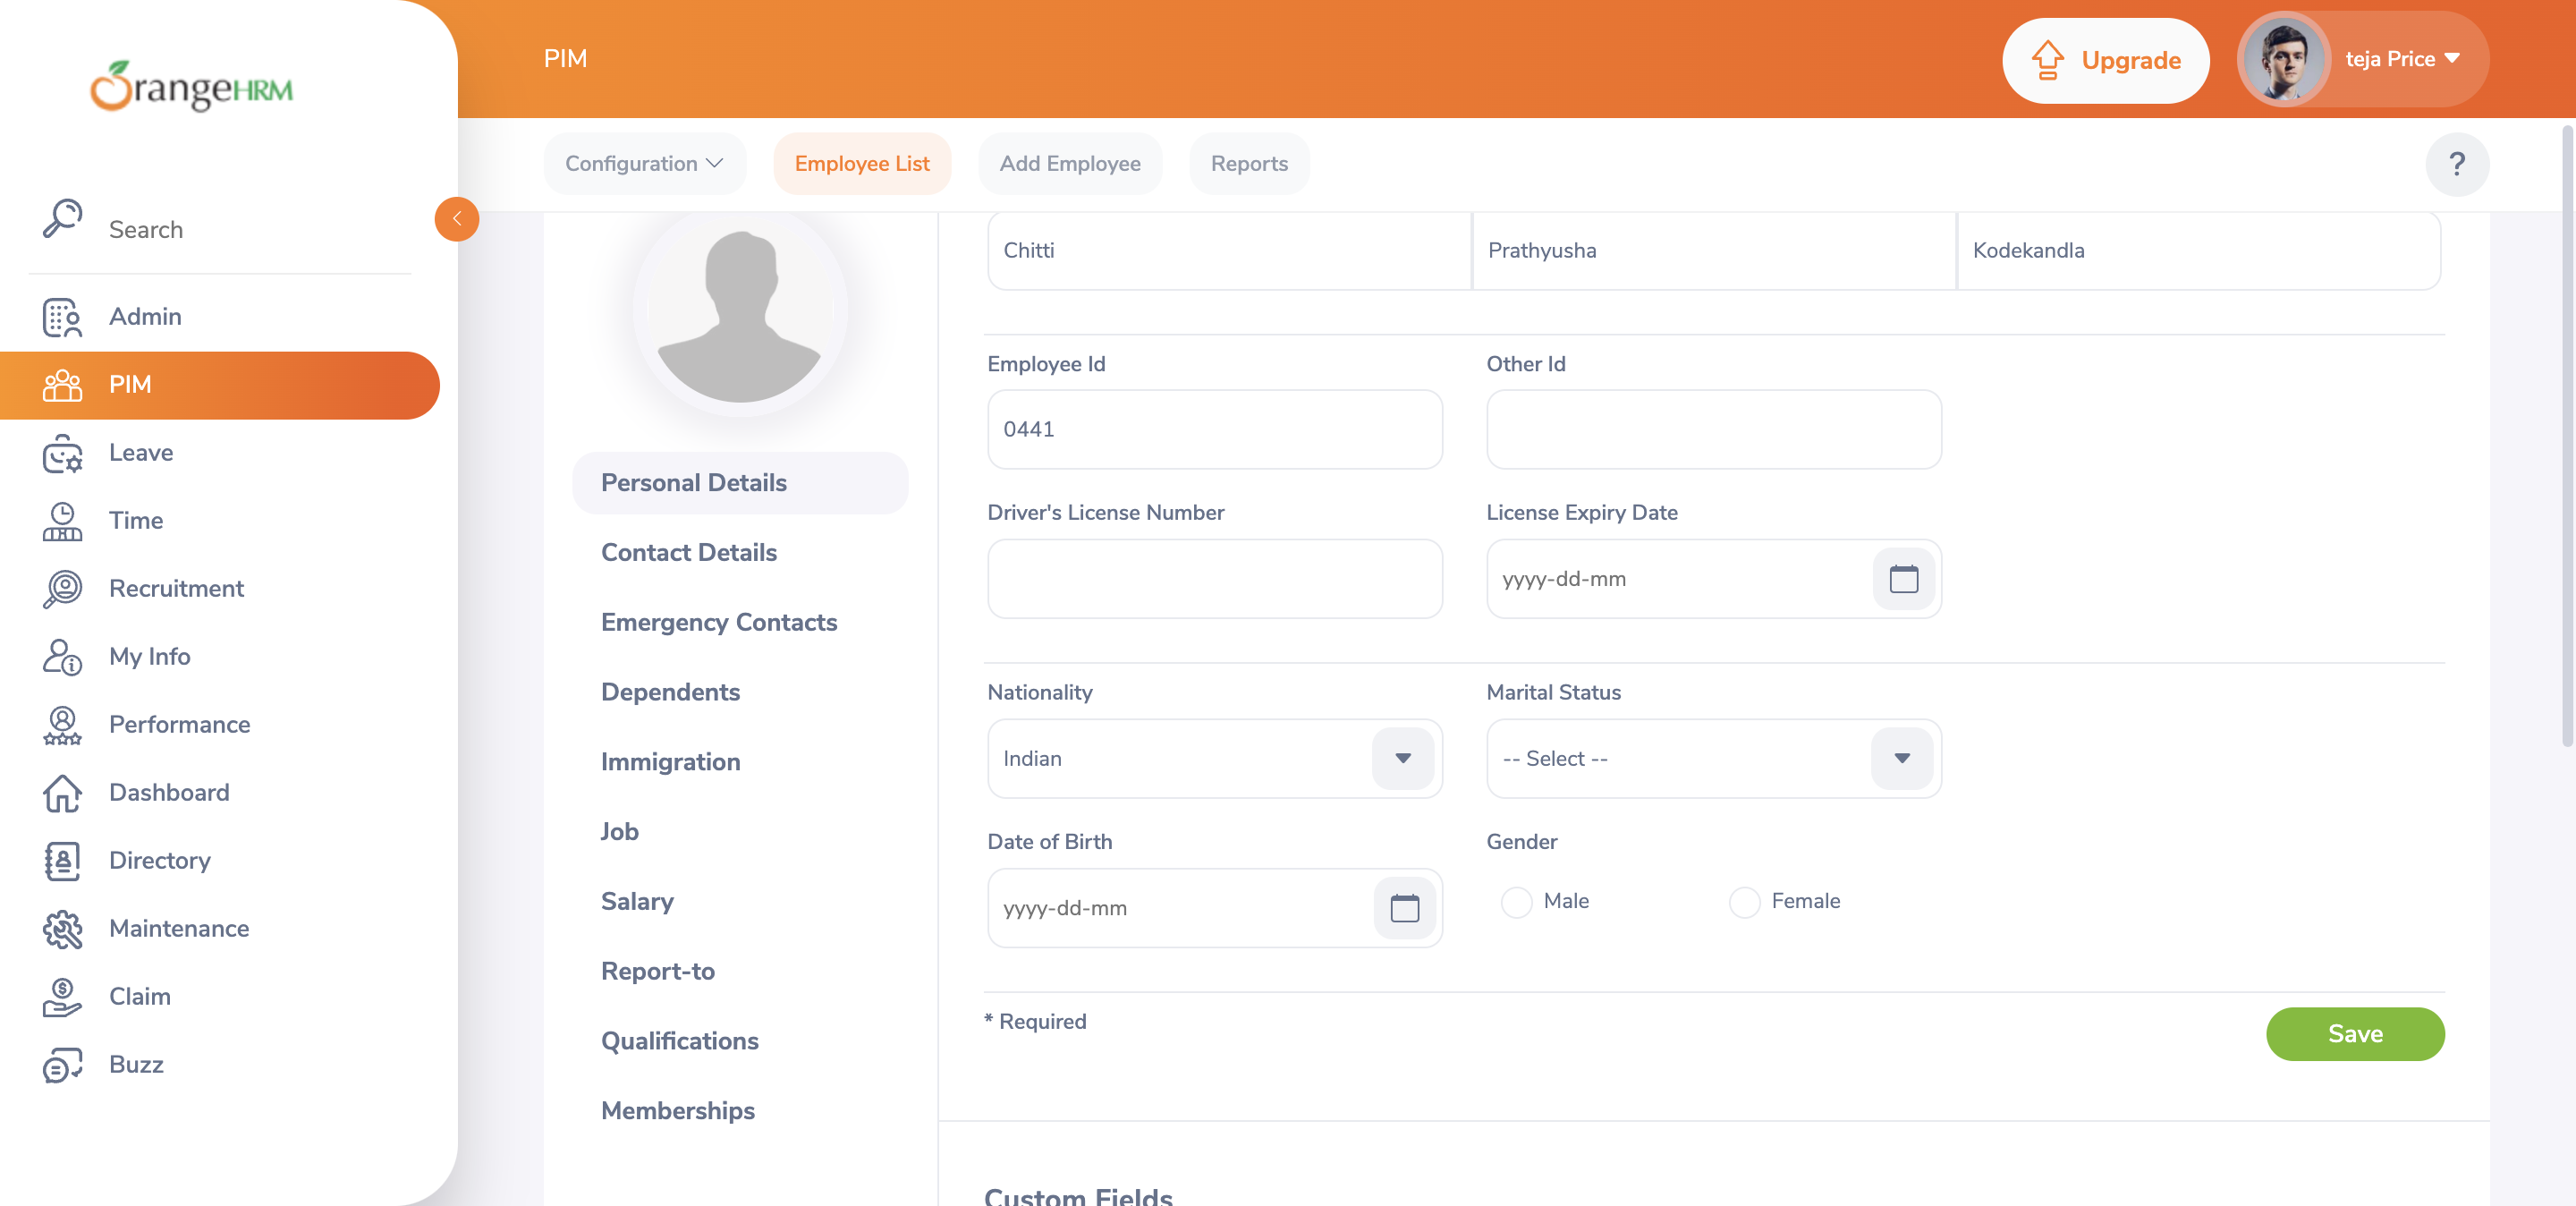 OrangeHRM
PIM
Upgrade
teja Price
Configuration
Employee List
Add Employee
Reports
?
Search
Admin
PIM
Leave
Time
Recruitment
My Info
Performance
Dashboard
Directory
Maintenance
Claim
Buzz
Personal Details
Contact Details
Emergency Contacts
Dependents
Immigration
Job
Salary
Report-to
Qualifications
Memberships
Chitti
Prathyusha
Kodekandla
Employee Id
Other Id
0441
Driver's License Number
License Expiry Date
yyyy-dd-mm
Nationality
Marital Status
Indian
-- Select --
Date of Birth
Gender
yyyy-dd-mm
Male
Female
* Required
Save
Custom Fields